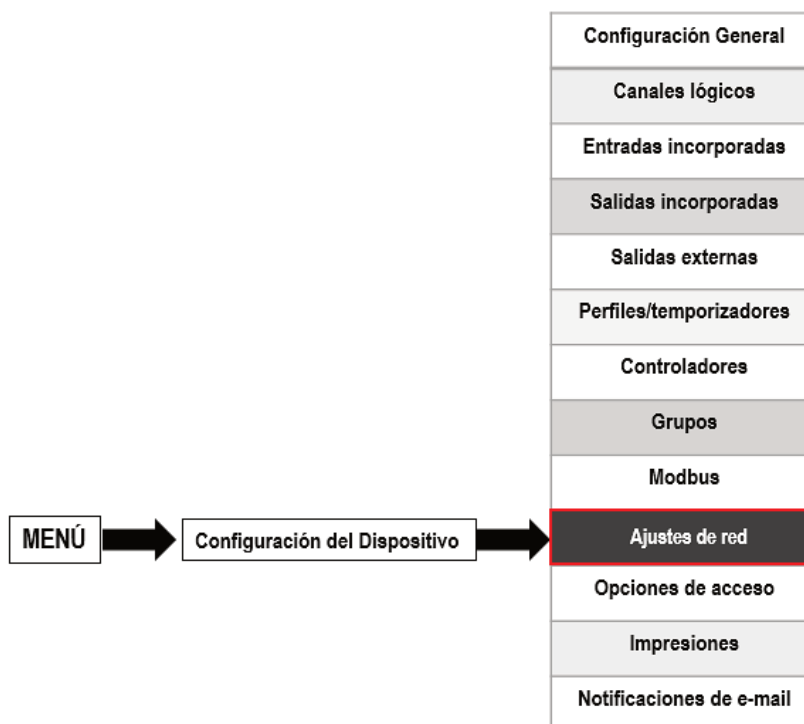 Configuración General
Canales lógicos
Entradas incorporadas
Salidas incorporadas
Salidas externas
Perfiles/temporizadores
Controladores
Grupos
Modbus
MENÚ
Configuración del Dispositivo
Ajustes de red
Opciones de acceso
Impresiones
Notificaciones de e-mail